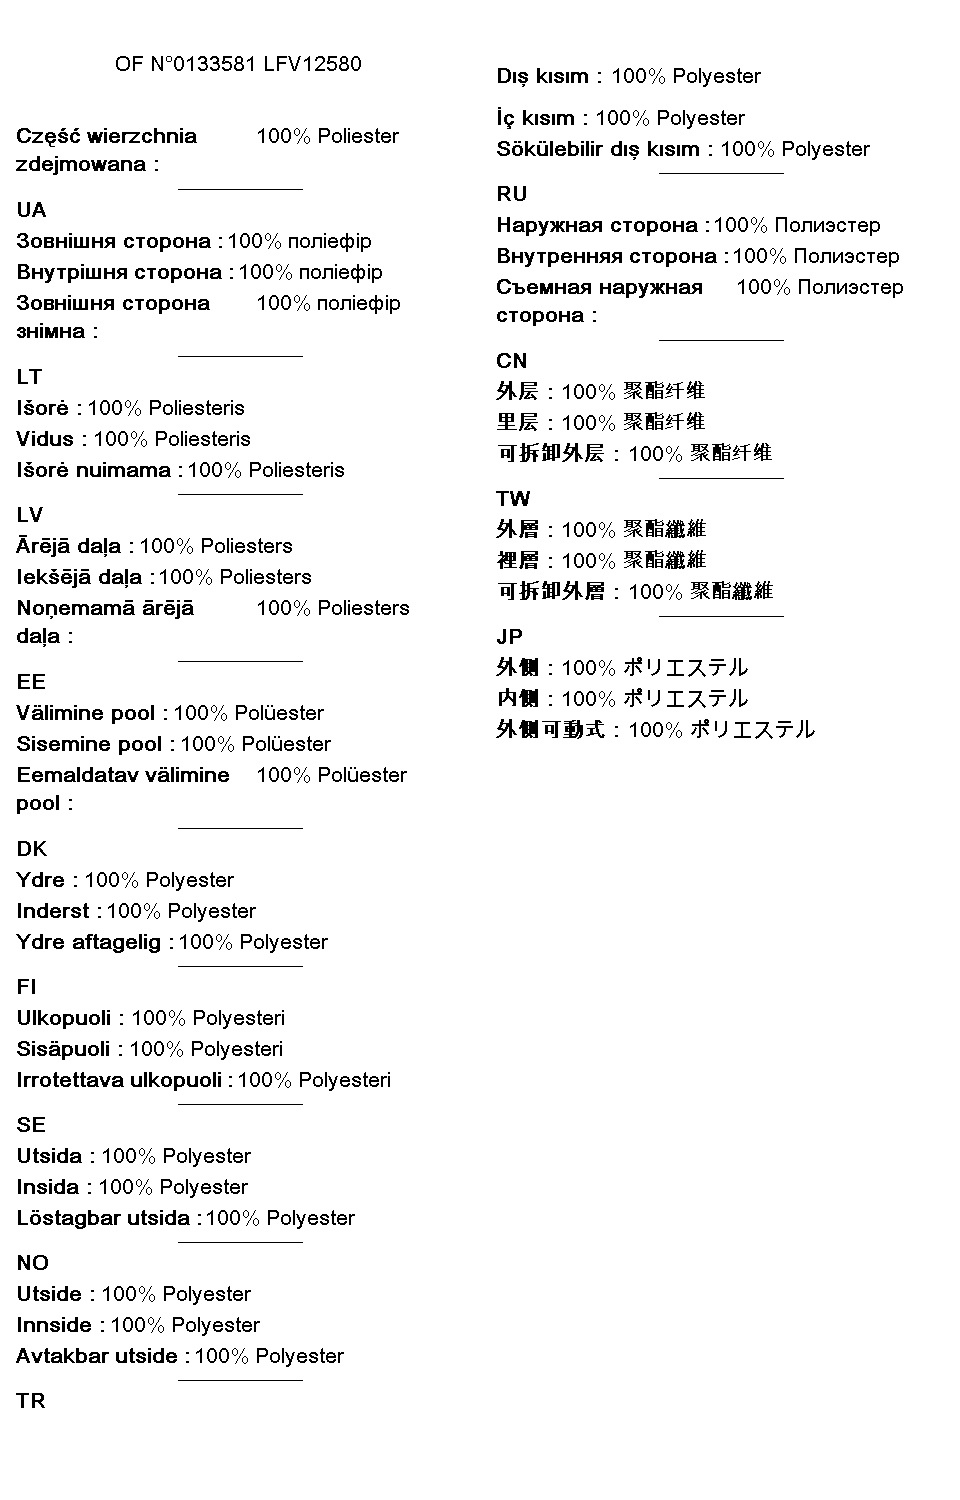 OF N°0133581 LFV12580
Część wierzchnia 100% Poliester
zdejmowana :
UA
Зовнішня сторона : 100% поліефір
Внутрішня сторона : 100% поліефір
Зовнішня сторона 100% поліефір
знімна :
LT
Išorė : 100% Poliesteris
Vidus : 100% Poliesteris
Išorė nuimama : 100% Poliesteris
LV
Ārējā daļa : 100% Poliesters
Iekšējā daļa : 100% Poliesters
Noņemamā ārējā 100% Poliesters
daļa :
EE
Välimine pool : 100% Polüester
Sisemine pool : 100% Polüester
Eemaldatav välimine 100% Polüester
pool :
DK
Ydre : 100% Polyester
Inderst : 100% Polyester
Ydre aftagelig : 100% Polyester
FI
Ulkopuoli : 100% Polyesteri
Sisäpuoli : 100% Polyesteri
Irrotettava ulkopuoli : 100% Polyesteri
SE
Utsida : 100% Polyester
Insida : 100% Polyester
Löstagbar utsida : 100% Polyester
NO
Utside : 100% Polyester
Innside : 100% Polyester
Avtakbar utside : 100% Polyester
TR
Dış kısım : 100% Polyester
İç kısım : 100% Polyester
Sökülebilir dış kısım : 100% Polyester
RU
Наружная сторона : 100% Полиэстер
Внутренняя сторона : 100% Полиэстер
Съемная наружная 100% Полиэстер
сторона :
CN
外层 : 100% 聚酯纤维
里层 : 100% 聚酯纤维
可拆卸外层 : 100% 聚酯纤维
TW
外層 : 100% 聚酯纖維
裡層 : 100% 聚酯纖維
可拆卸外層 : 100% 聚酯纖維
JP
外側 : 100% ポリエステル
内側 : 100% ポリエステル
外側可動式 : 100% ポリエステル